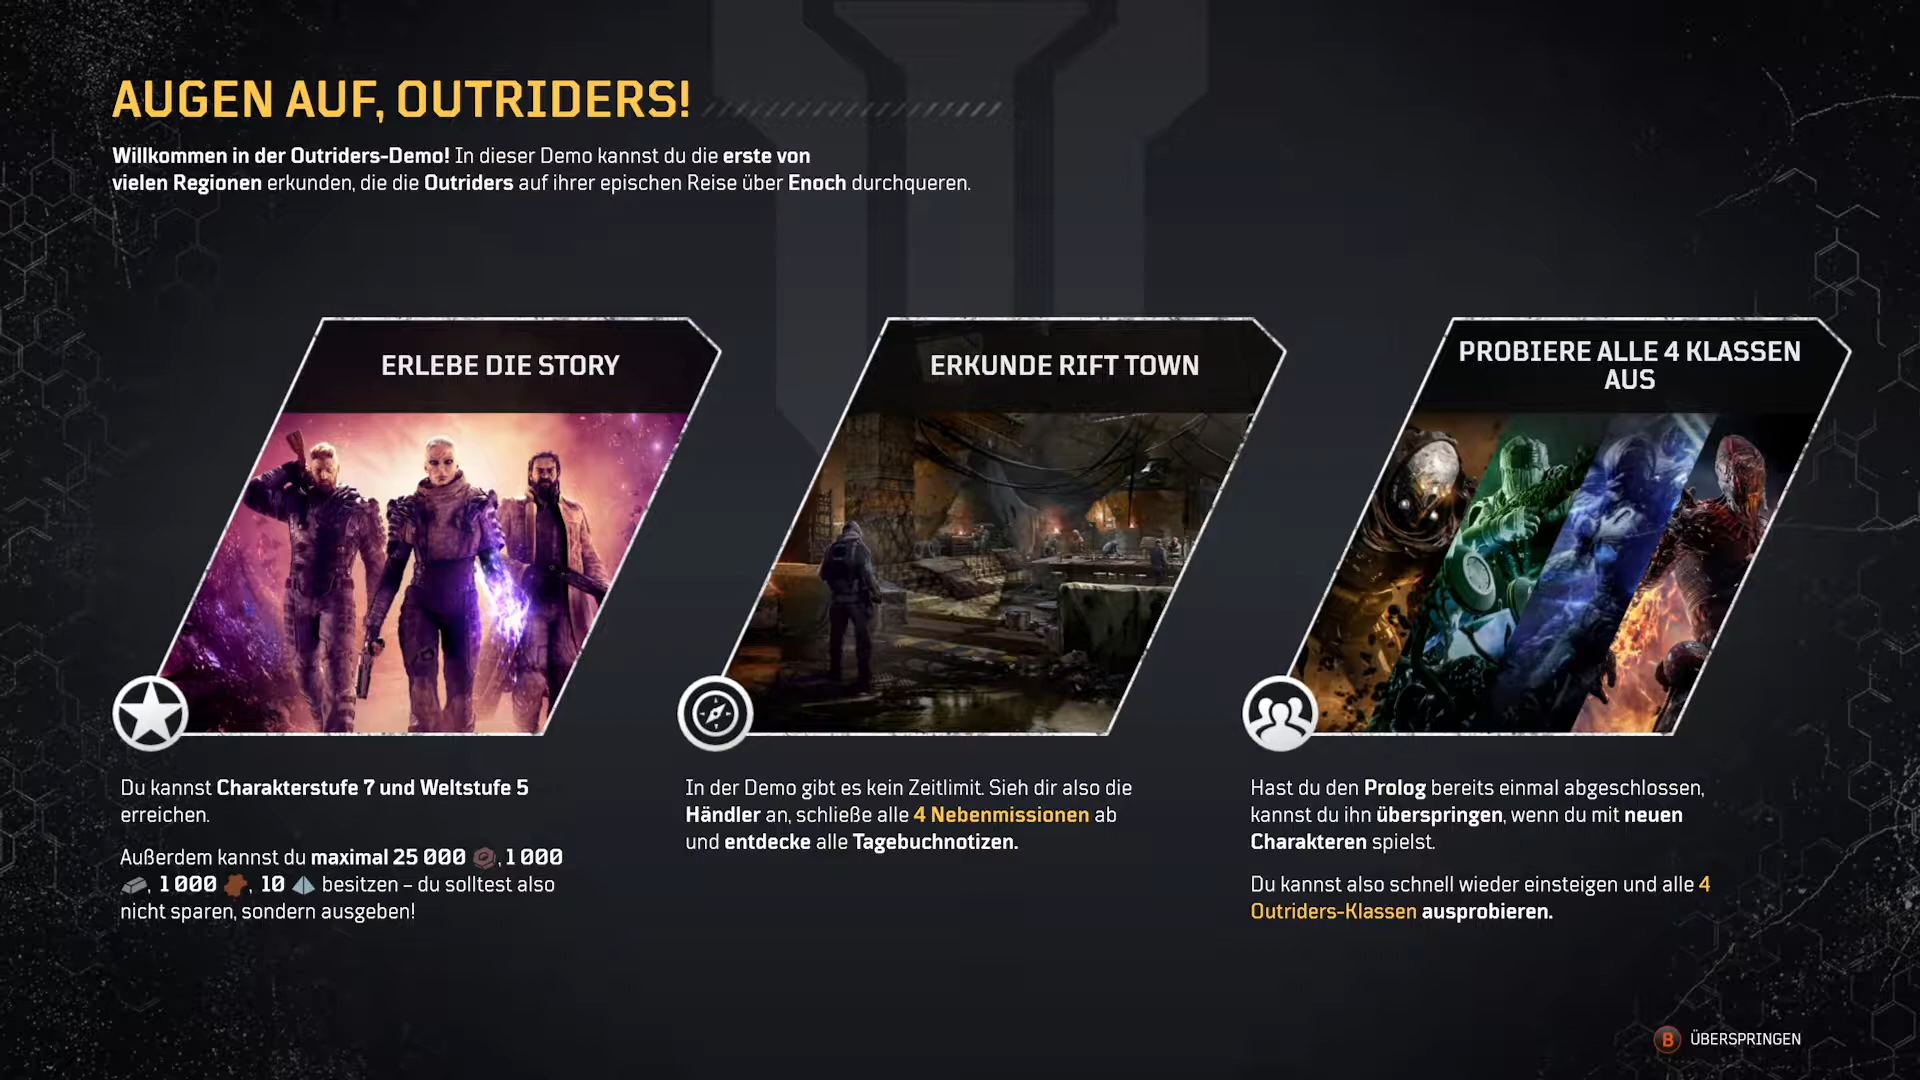 AUGEN AUF, OUTRIDERS!
Willkommen in der Outriders-Demo! In dieser Demo kannst du die erste von
vielen Regionen erkunden, die die Outriders auf ihrer epischen Reise über Enoch durchqueren.
ERLEBE DIE STORY
Du kannst Charakterstufe 7 und Weltstufe 5
erreichen.
Außerdem kannst du maximal 25 000 , 1 000
, 1 000 , 10 besitzen – du solltest also
nicht sparen, sondern ausgeben!
ERKUNDE RIFT TOWN
In der Demo gibt es kein Zeitlimit. Sieh dir also die
Händler an, schließe alle 4 Nebenmissionen ab
und entdecke alle Tagebuchnotizen.
PROBIERE ALLE 4 KLASSEN
AUS
Hast du den Prolog bereits einmal abgeschlossen,
kannst du ihn überspringen, wenn du mit neuen
Charakteren spielst.
Du kannst also schnell wieder einsteigen und alle 4
Outriders-Klassen ausprobieren.
B ÜBERSPRINGEN